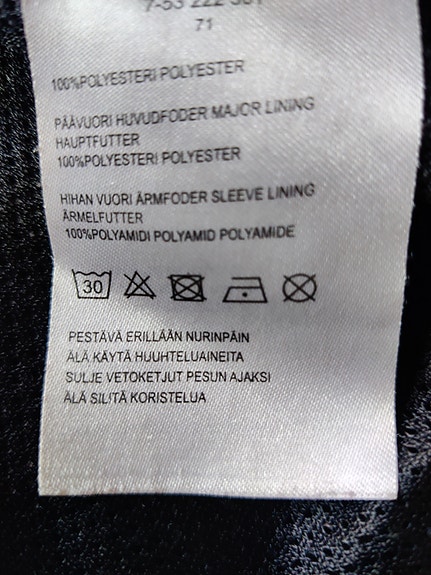 71
100%POLYESTERI POLYESTER
PÄÄVUORI HUVUDFODER MAJOR LINING
HAUPTFUTTER
100%POLYESTERI POLYESTER
HIHAN VUORI ÄRMFODER SLEEVE LINING
ÄRMELFUTTER
100%POLYAMIDI POLYAMID POLYAMIDE
30
PESTÄVÄ ERILLÄÄN NURINPÄIN
ÄLÄ KÄYTÄ HUUHTELUAINEITA
SULJE VETOKETJUT PESUN AJAKSI
ÄLÄ SILITÄ KORISTELUA